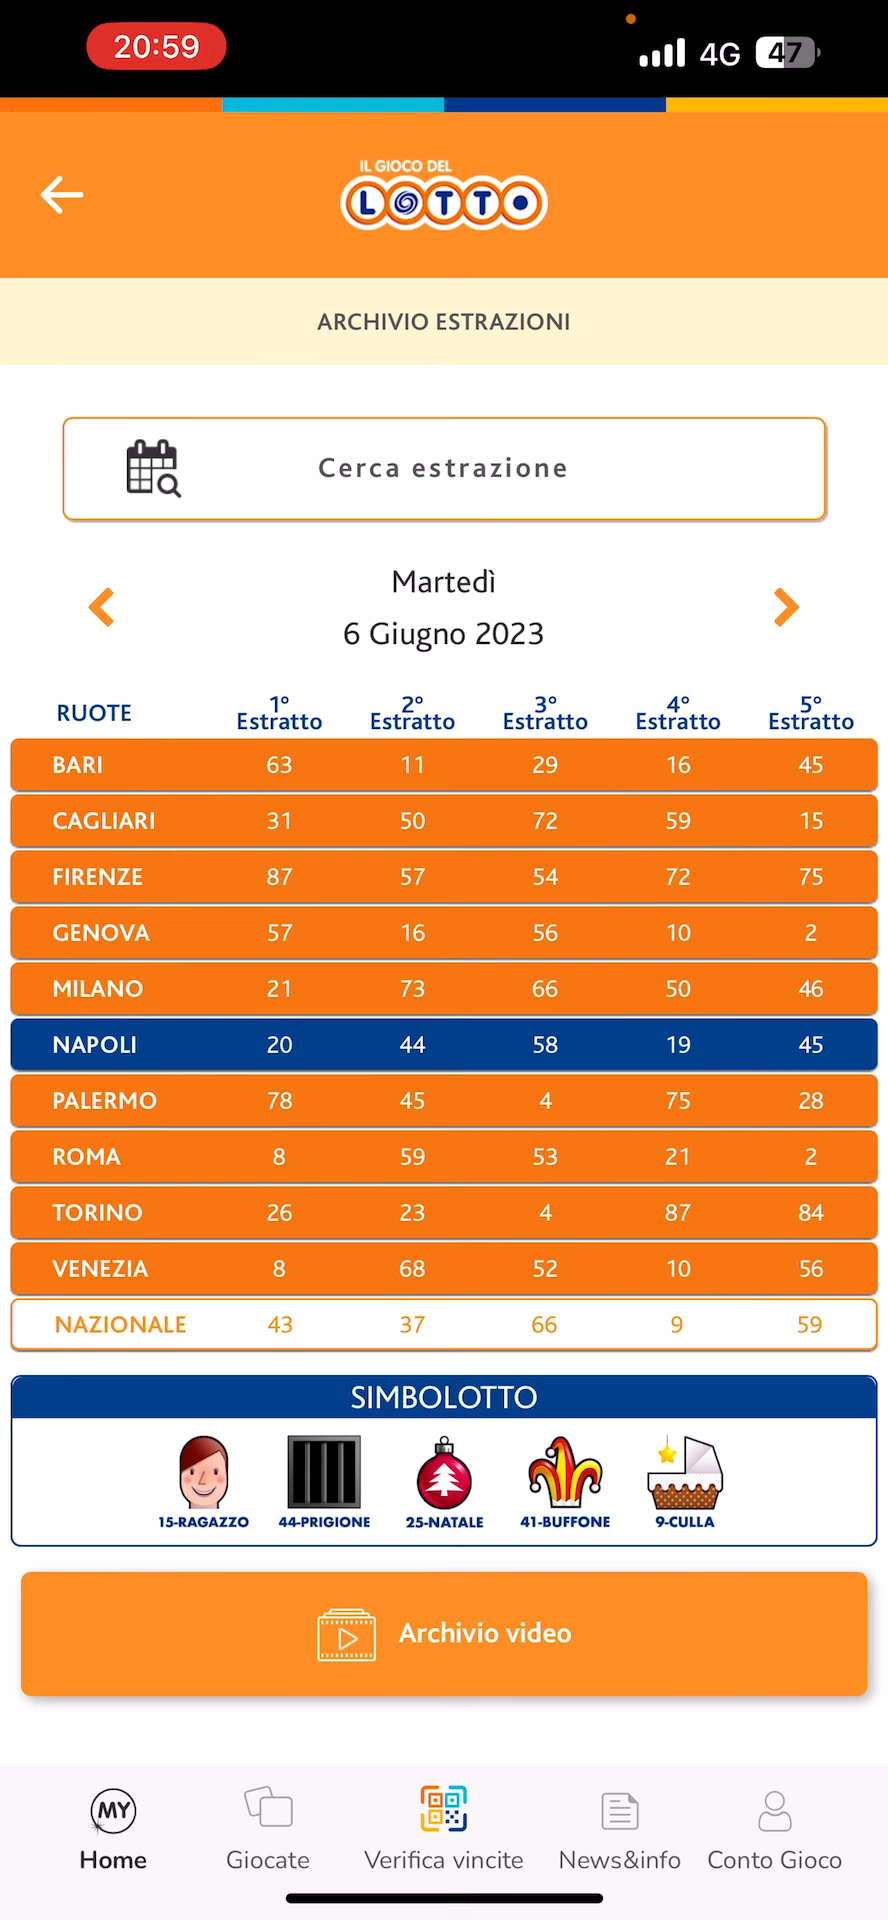 20:59
4G 47
IL GIOCO DEL
LOTTO
ARCHIVIO ESTRAZIONI
Cerca estrazione
Martedì
6 Giugno 2023
RUOTE 1° Estratto 2° Estratto 3° Estratto 4° Estratto 5° Estratto
BARI 63 11 29 16 45
CAGLIARI 31 50 72 59 15
FIRENZE 87 57 54 72 75
GENOVA 57 16 56 10 2
MILANO 21 73 66 50 46
NAPOLI 20 44 58 19 45
PALERMO 78 45 4 75 28
ROMA 8 59 53 21 2
TORINO 26 23 4 87 84
VENEZIA 8 68 52 10 56
NAZIONALE 43 37 66 9 59
SIMBOLOTTO
15-RAGAZZO 44-PRIGIONE 25-NATALE 41-BUFFONE 9-CULLA
Archivio video
MY
Home Giocate Verifica vincite News&info Conto Gioco